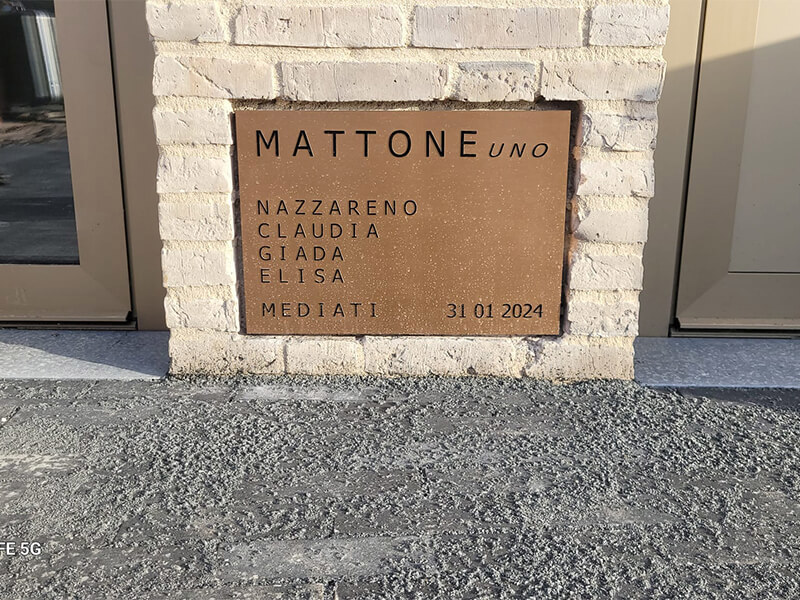 MATTONE UNO
NAZZARENO
CLAUDIA
GIADA
ELISA
MEDIATI 31 01 2024
FE 5G